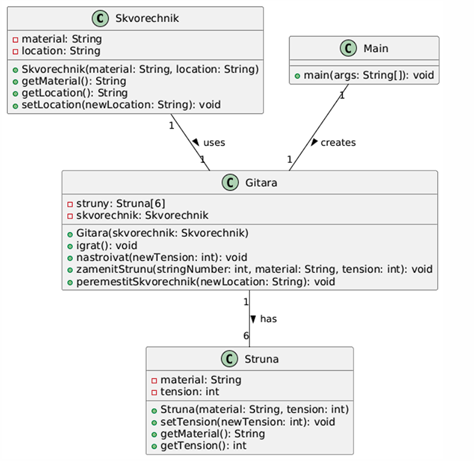 C Skvorechnik
material: String
location: String
Skvorechnik(material: String, location: String)
getMaterial(): String
getLocation(): String
setLocation(newLocation: String): void
C Main
main(args: String[]): void
1
uses
1
1
creates
1
C Gitara
struny: Struna[6]
skvorechnik: Skvorechnik
Gitara(skvorechnik: Skvorechnik)
igrat(): void
nastroivat(newTension: int): void
zamenitStrunu(stringNumber: int, material: String, tension: int): void
peremestitSkvorechnik(newLocation: String): void
1
has
6
C Struna
material: String
tension: int
Struna(material: String, tension: int)
setTension(newTension: int): void
getMaterial(): String
getTension(): int